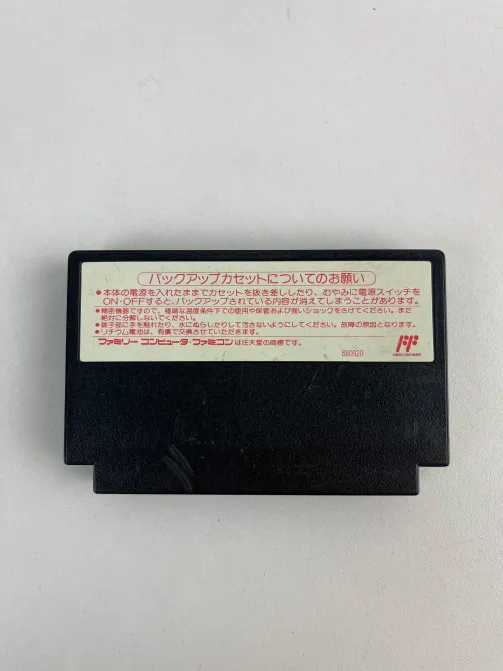 バックアップカセットについてのお願い
●本体の電源を入れたままでカセットを抜き差ししたり、むやみに電源スイッチを
ON・OFFすると、バックアップされている内容が消えてしまうことがあります。
●精密機器ですので、極端な温度条件下での使用や保管および強いショックをさけてください。また
絶対に分解しないでください。
●端子部に手を触れたり、水にぬらしたりして汚さないようにしてください。故障の原因となります。
●リチウム電池は、有償で交換させていただきます。
ファミリー コンピュータ・ファミコンは任天堂の商標です。
880920